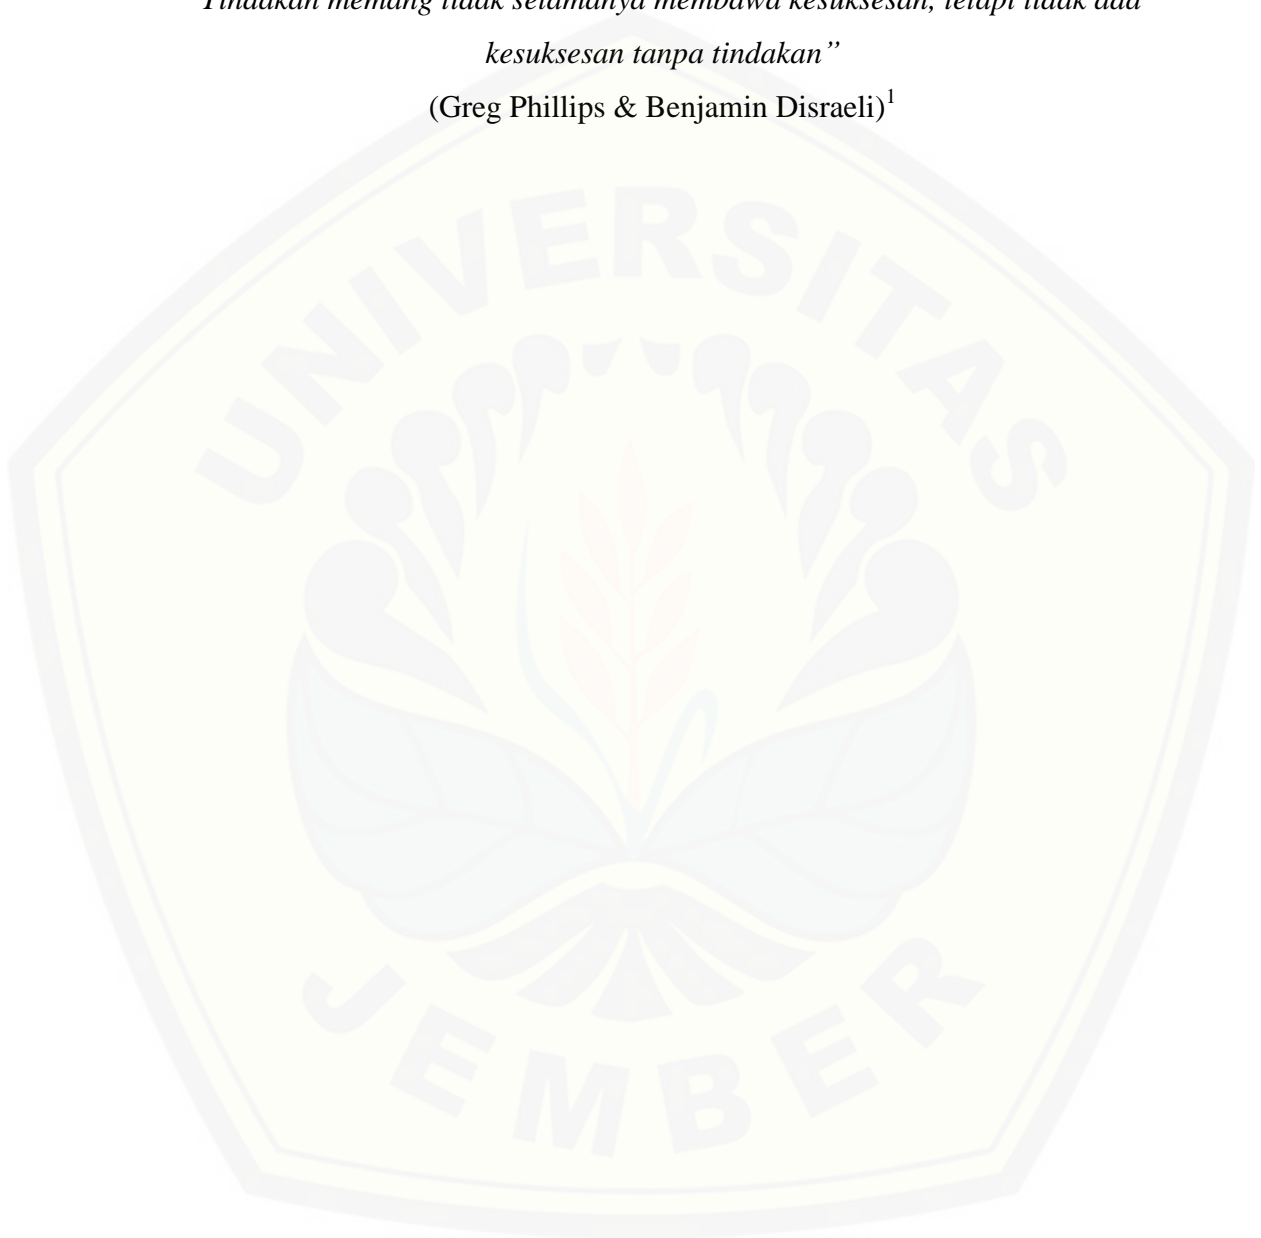 Tindakan memang tidak selamanya membawa kesuksesan, tetapi tidak ada
kesuksesan tanpa tindakan”
(Greg Phillips & Benjamin Disraeli)1
UNIVERSITAS
JEMBER